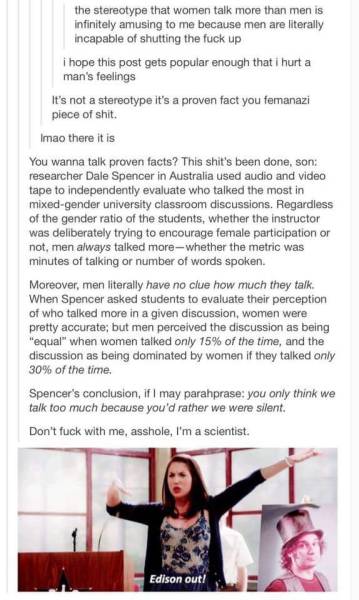 the stereotype that women talk more than men is
infinitely amusing to me because men are literally
incapable of shutting the fuck up
i hope this post gets popular enough that i hurt a
man's feelings
It's not a stereotype it's a proven fact you femanazi
piece of shit.
lmao there it is
You wanna talk proven facts? This shit's been done, son:
researcher Dale Spencer in Australia used audio and video
tape to independently evaluate who talked the most in
mixed-gender university classroom discussions. Regardless
of the gender ratio of the students, whether the instructor
was deliberately trying to encourage female participation or
not, men always talked more—whether the metric was
minutes of talking or number of words spoken.
Moreover, men literally have no clue how much they talk.
When Spencer asked students to evaluate their perception
of who talked more in a given discussion, women were
pretty accurate; but men perceived the discussion as being
"equal" when women talked only 15% of the time, and the
discussion as being dominated by women if they talked only
30% of the time.
Spencer's conclusion, if I may parahprase: you only think we
talk too much because you'd rather we were silent.
Don't fuck with me, asshole, I'm a scientist.
Edison out!